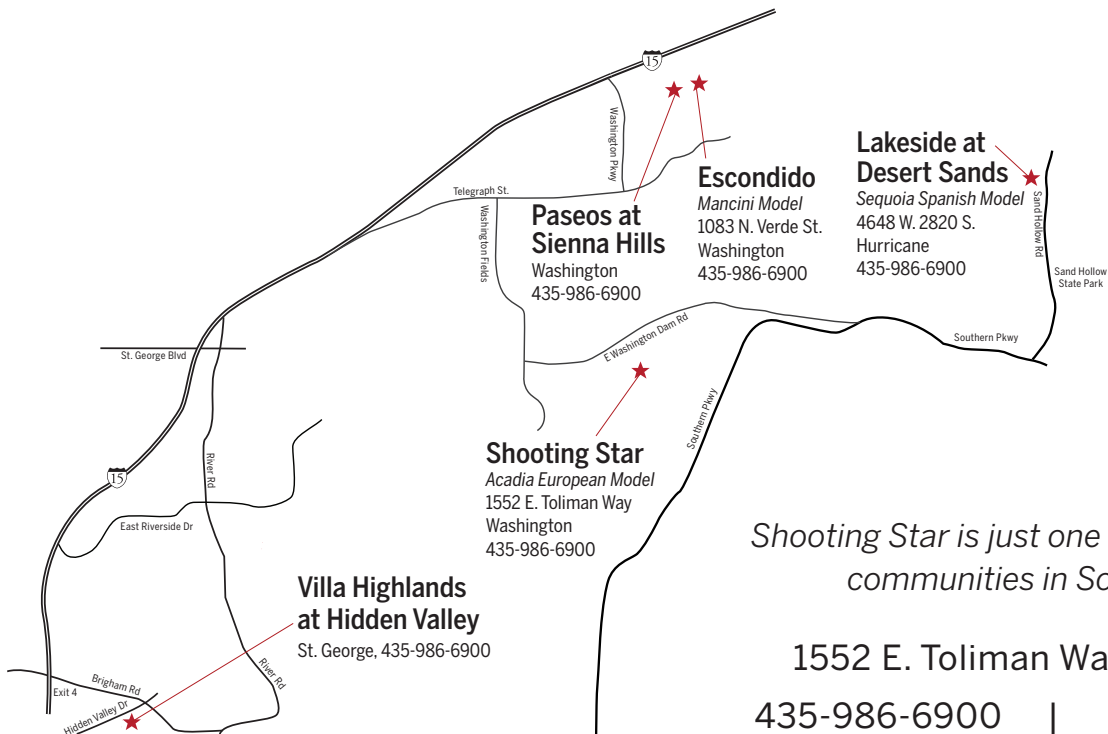 15
Washington Pkwy
Telegraph St.
Washington Fields
Paseos at
Sienna Hills
Washington
435-986-6900
Escondido
Mancini Model
1083 N. Verde St.
Washington
435-986-6900
Lakeside at
Desert Sands
Sequoia Spanish Model
4648 W. 2820 S.
Hurricane
435-986-6900
Sand Hollow Rd
Sand Hollow
State Park
St. George Blvd
E Washington Dam Rd
Southern Pkwy
Southern Pkwy
Shooting Star
Acadia European Model
1552 E. Toliman Way
Washington
435-986-6900
15
River Rd
East Riverside Dr
Villa Highlands
at Hidden Valley
St. George, 435-986-6900
River Rd
Brigham Rd
Exit 4
Hidden Valley Dr
Shooting Star is just one
communities in So
1552 E. Toliman Wa
435-986-6900 |